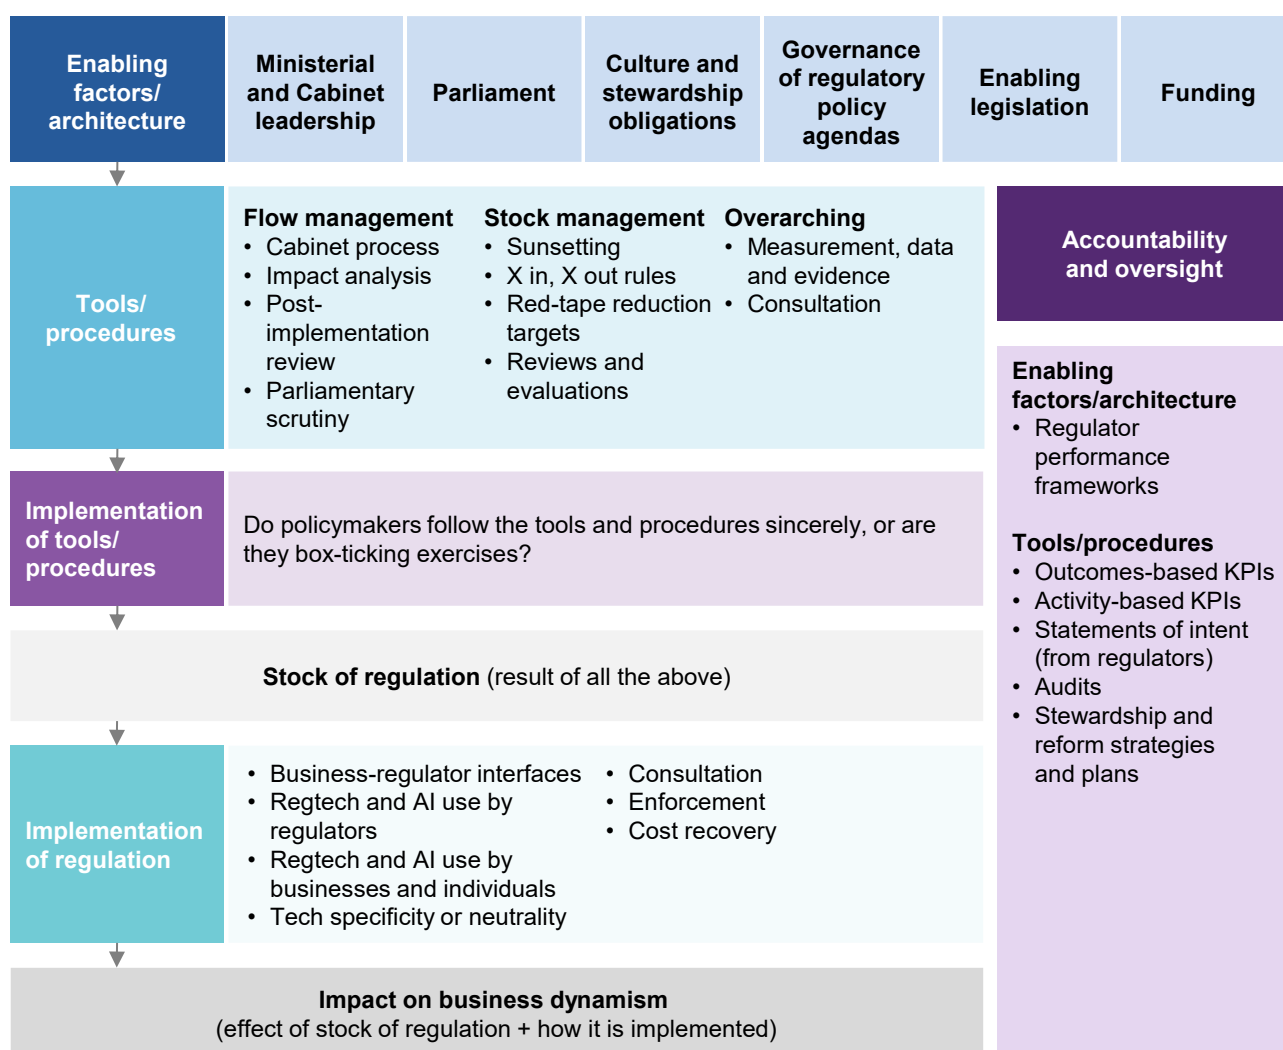 Enabling
factors/
architecture
Ministerial
and Cabinet
leadership
Parliament
Culture and
stewardship
obligations
Governance
of regulatory
policy
agendas
Enabling
legislation
Funding
Tools/
procedures
Flow management
• Cabinet process
• Impact analysis
• Post-
implementation
review
• Parliamentary
scrutiny
Stock management
• Sunsetting
• X in, X out rules
• Red-tape reduction
targets
• Reviews and
evaluations
Overarching
• Measurement, data
and evidence
• Consultation
Implementation
of tools/
procedures
Do policymakers follow the tools and procedures sincerely, or are
they box-ticking exercises?
Stock of regulation (result of all the above)
Implementation
of regulation
• Business-regulator interfaces
• Regtech and AI use by
regulators
• Regtech and AI use by
businesses and individuals
• Tech specificity or neutrality
• Consultation
• Enforcement
• Cost recovery
Impact on business dynamism
(effect of stock of regulation + how it is implemented)
Accountability
and oversight
Enabling
factors/architecture
• Regulator
performance
frameworks
Tools/procedures
• Outcomes-based KPIs
• Activity-based KPIs
• Statements of intent
(from regulators)
• Audits
• Stewardship and
reform strategies
and plans